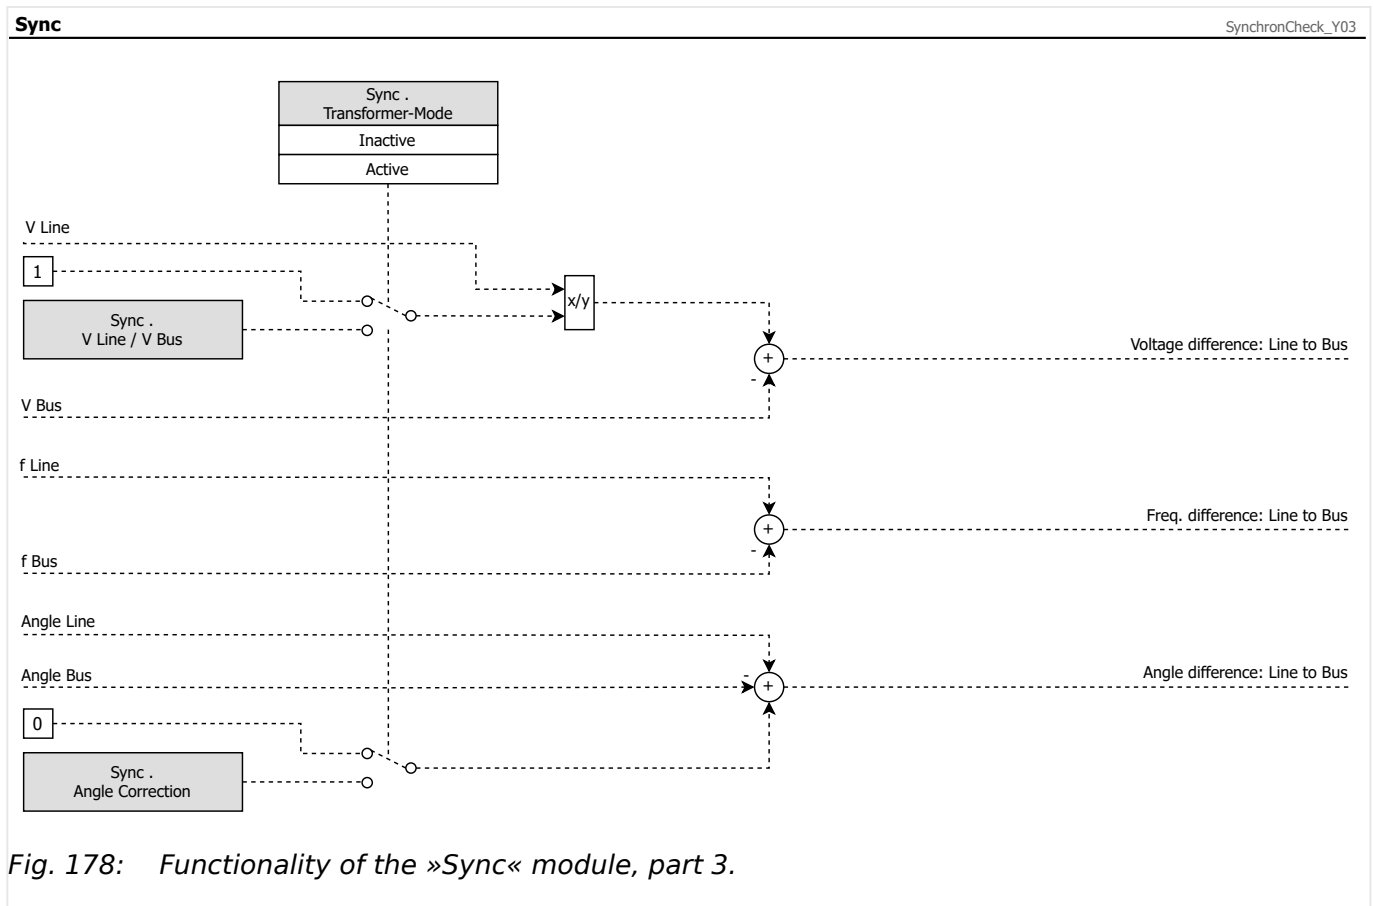 Sync
SynchronCheck_Y03
Sync .
Transformer-Mode
Inactive
Active
V Line
1
Sync .
V Line / V Bus
x/y
+
-
Voltage difference: Line to Bus
V Bus
f Line
+
-
Freq. difference: Line to Bus
f Bus
Angle Line
Angle Bus
-
+
Angle difference: Line to Bus
0
Sync .
Angle Correction
Fig. 178: Functionality of the »Sync« module, part 3.